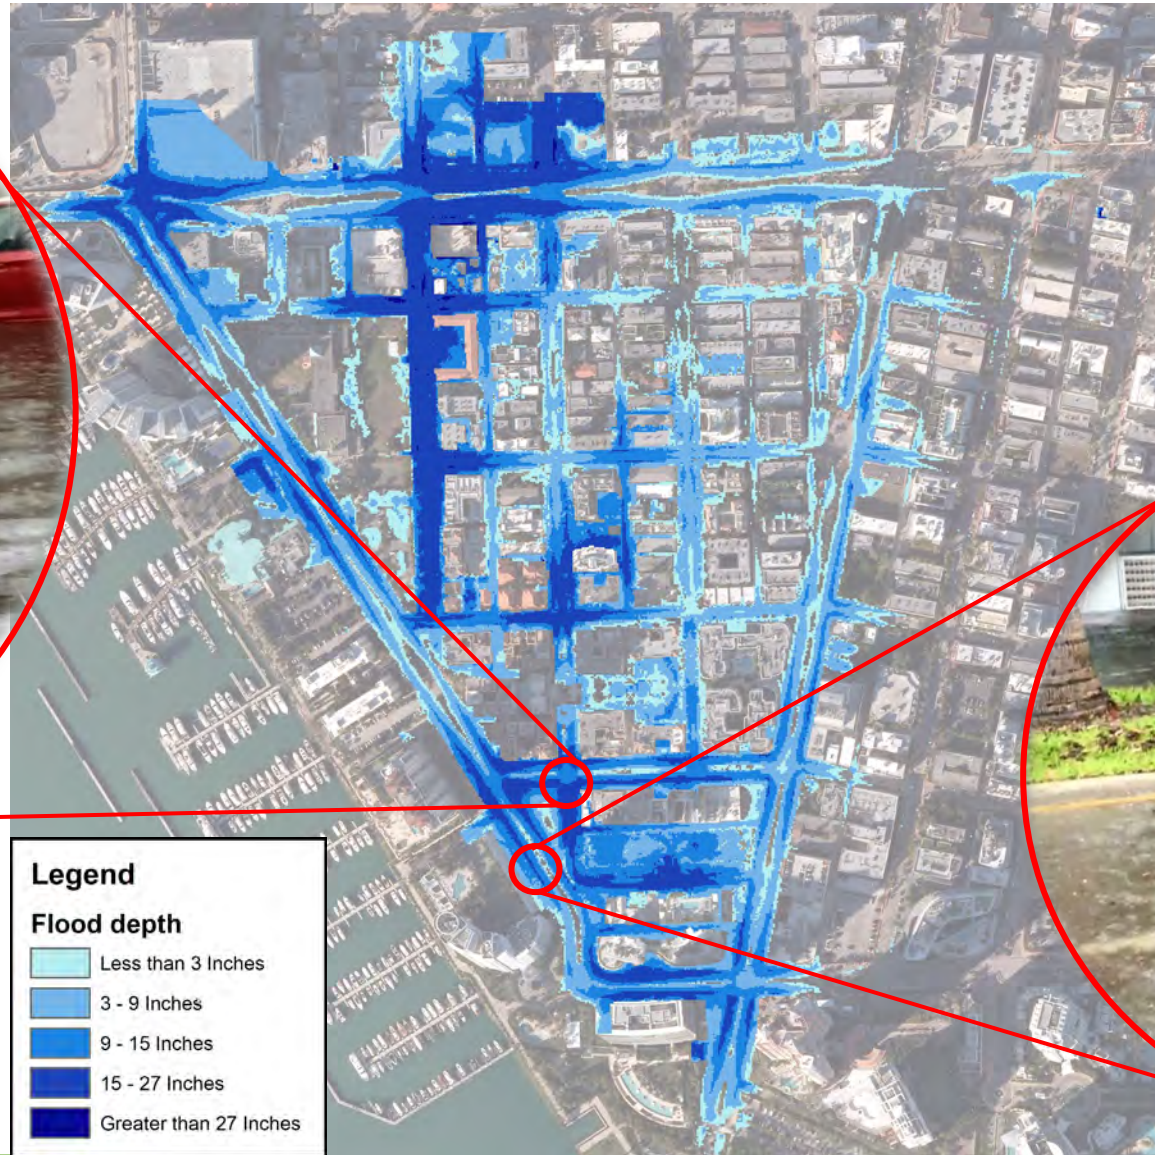 Legend
Flood depth
Less than 3 Inches
3 - 9 Inches
9 - 15 Inches
15 - 27 Inches
Greater than 27 Inches